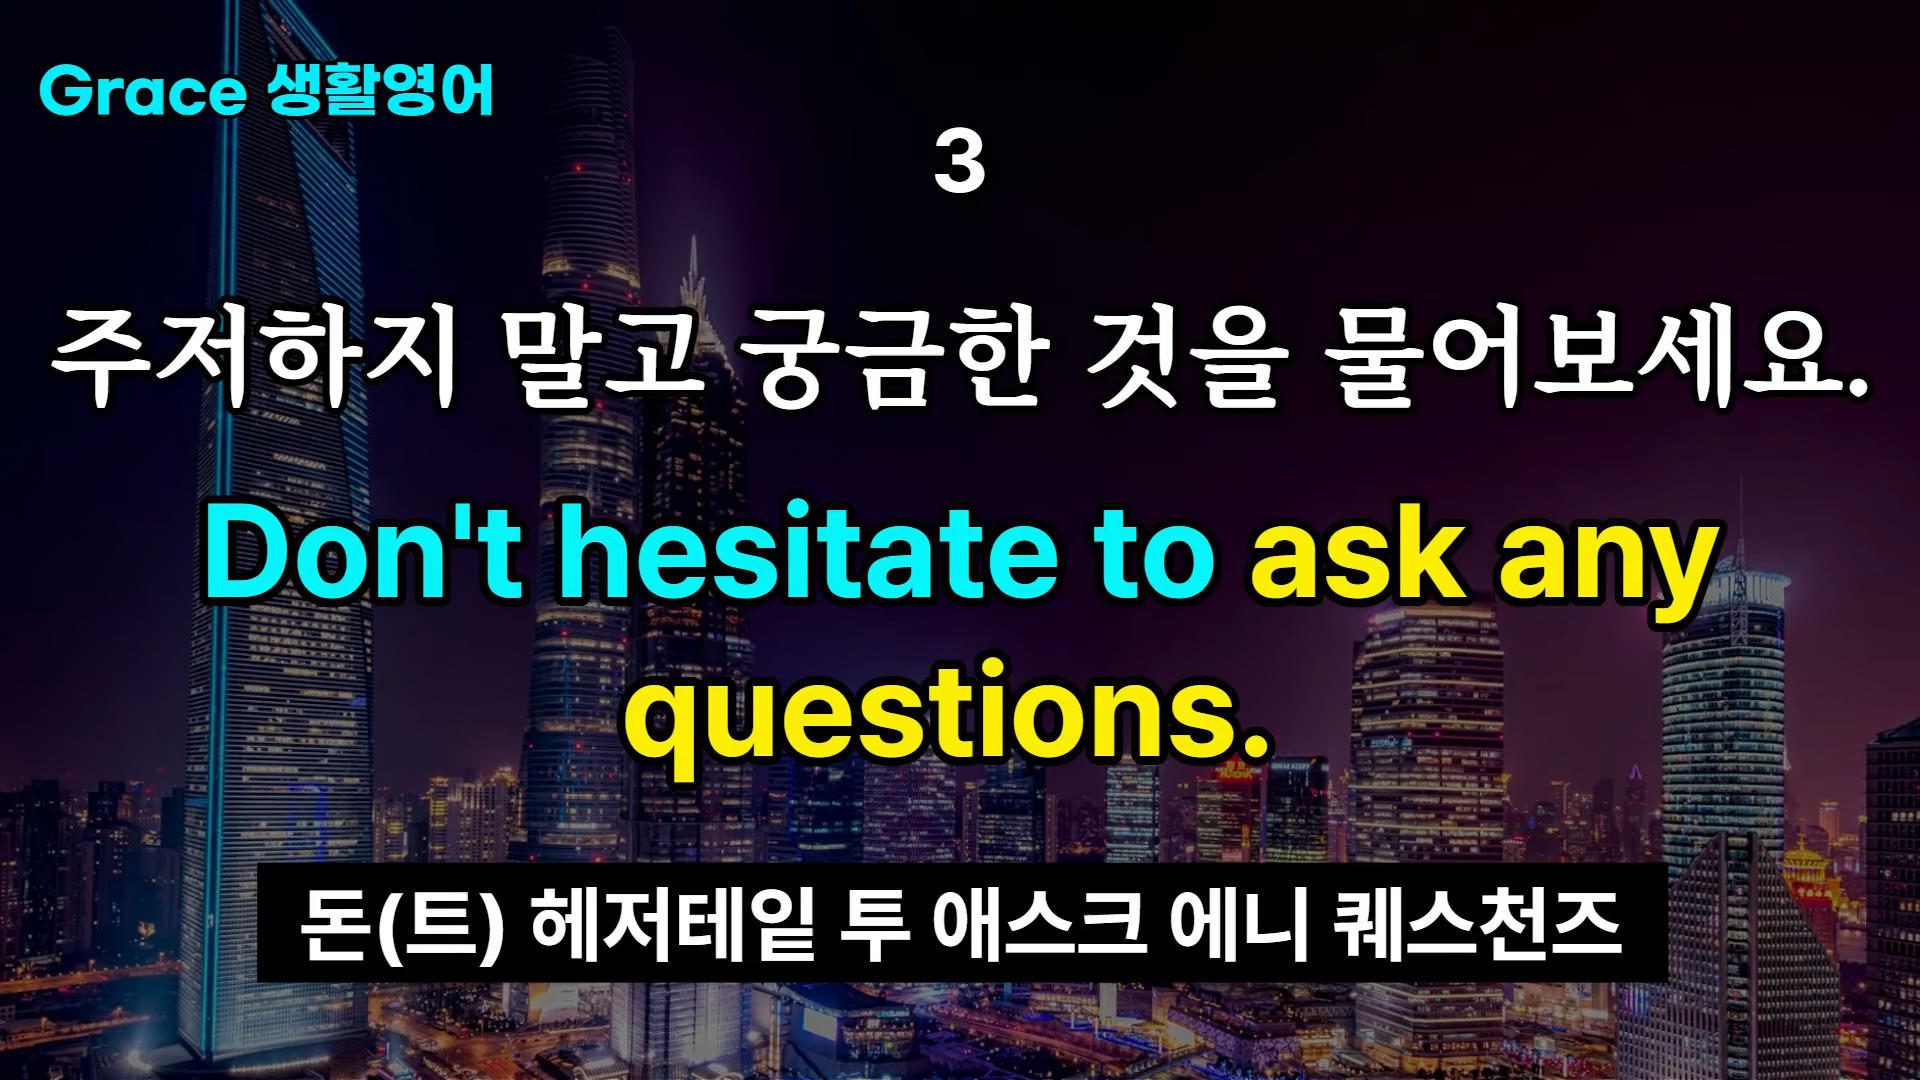 Grace 생활영어
3
주저하지 말고 궁금한 것을 물어보세요.
Don't hesitate to ask any
questions.
돈(트) 헤저테잍 투 애스크 에니 퀘스천즈